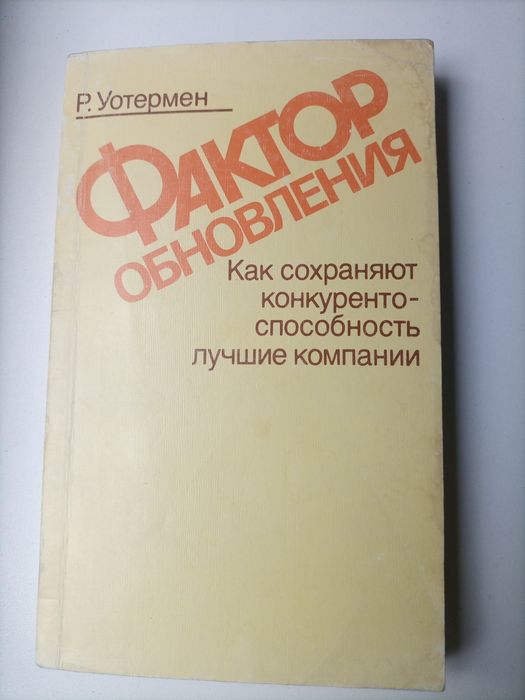 Р. Уотермен
ФАКТОР
ОБНОВЛЕНИЯ
Как сохраняют
конкуренто-
способность
лучшие компании